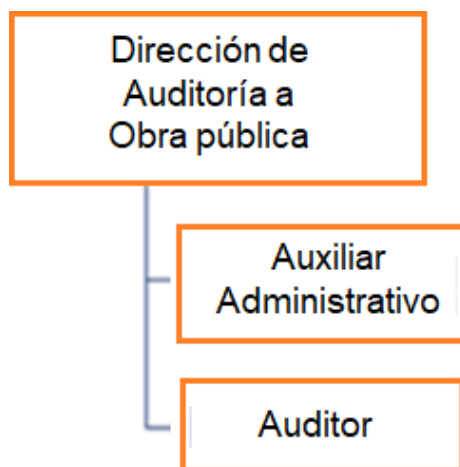 Dirección de
Auditoría a
Obra pública
Auxiliar
Administrativo
Auditor